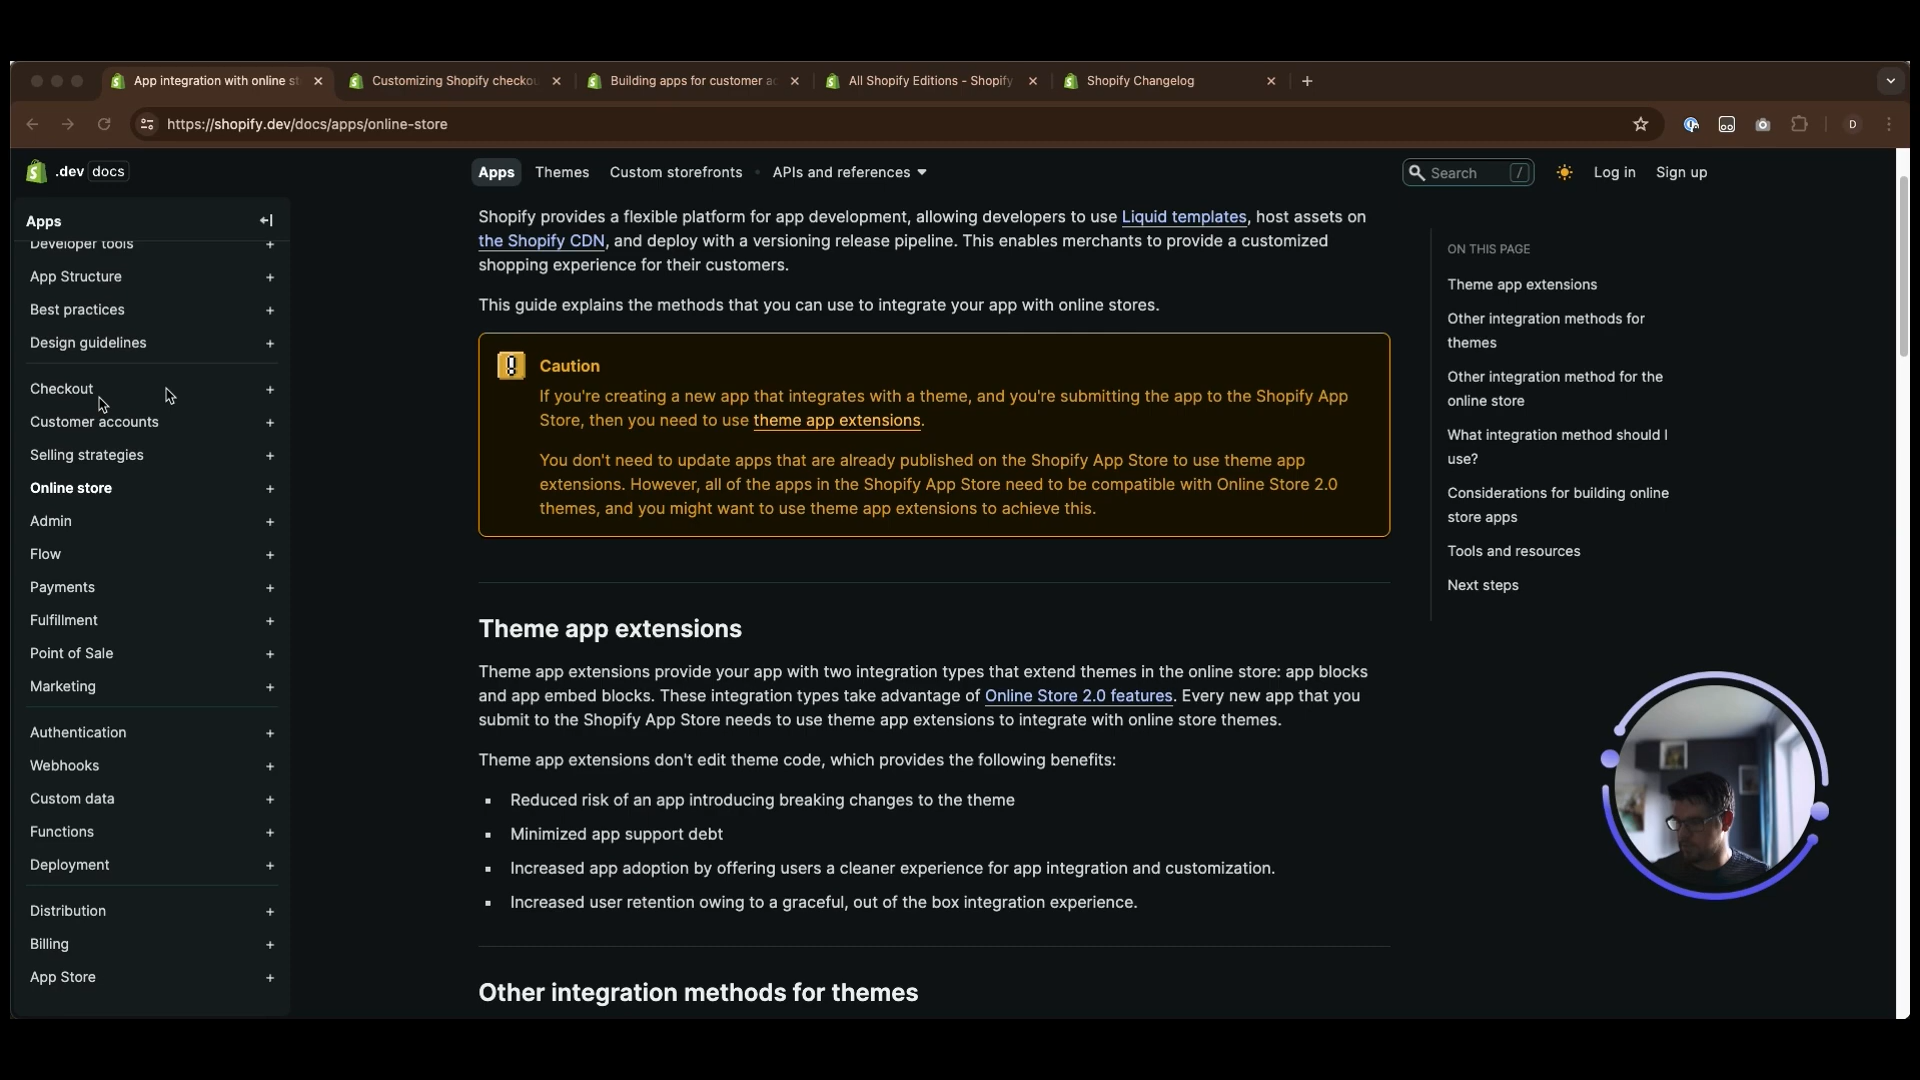 App integration with online st
Customizing Shopify checkou
Building apps for customer ac
All Shopify Editions - Shopify
Shopify Changelog
https://shopify.dev/docs/apps/online-store
D
.dev docs
Apps
Themes
Custom storefronts
APIs and references
Search /
Log in
Sign up
Apps
Developer tools
App Structure
Best practices
Design guidelines
Checkout
Customer accounts
Selling strategies
Online store
Admin
Flow
Payments
Fulfillment
Point of Sale
Marketing
Authentication
Webhooks
Custom data
Functions
Deployment
Distribution
Billing
App Store
Shopify provides a flexible platform for app development, allowing developers to use Liquid templates, host assets on
the Shopify CDN, and deploy with a versioning release pipeline. This enables merchants to provide a customized
shopping experience for their customers.
This guide explains the methods that you can use to integrate your app with online stores.
Caution
If you're creating a new app that integrates with a theme, and you're submitting the app to the Shopify App
Store, then you need to use theme app extensions.
You don't need to update apps that are already published on the Shopify App Store to use theme app
extensions. However, all of the apps in the Shopify App Store need to be compatible with Online Store 2.0
themes, and you might want to use theme app extensions to achieve this.
Theme app extensions
Theme app extensions provide your app with two integration types that extend themes in the online store: app blocks
and app embed blocks. These integration types take advantage of Online Store 2.0 features. Every new app that you
submit to the Shopify App Store needs to use theme app extensions to integrate with online store themes.
Theme app extensions don't edit theme code, which provides the following benefits:
Reduced risk of an app introducing breaking changes to the theme
Minimized app support debt
Increased app adoption by offering users a cleaner experience for app integration and customization.
Increased user retention owing to a graceful, out of the box integration experience.
Other integration methods for themes
ON THIS PAGE
Theme app extensions
Other integration methods for
themes
Other integration method for the
online store
What integration method should I
use?
Considerations for building online
store apps
Tools and resources
Next steps